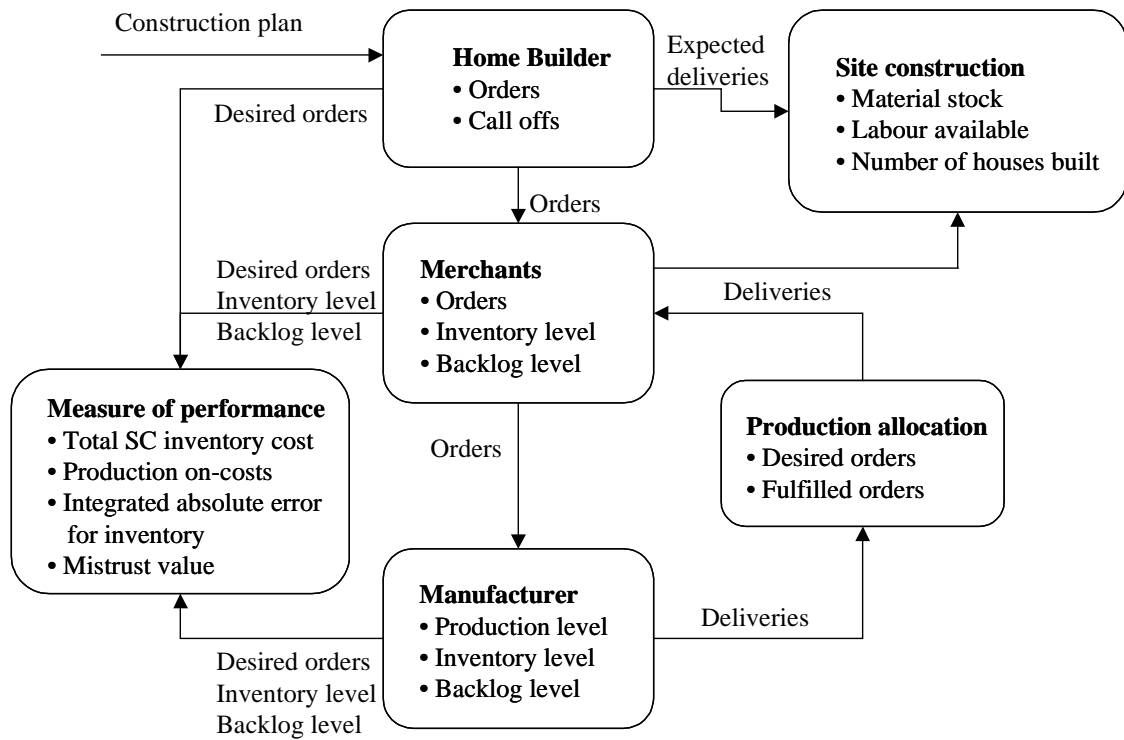 Construction plan
Home Builder
• Orders
• Call offs
Expected
deliveries
Site construction
• Material stock
• Labour available
• Number of houses built
Desired orders
Orders
Merchants
• Orders
• Inventory level
• Backlog level
Desired orders
Inventory level
Backlog level
Deliveries
Measure of performance
• Total SC inventory cost
• Production on-costs
• Integrated absolute error
for inventory
• Mistrust value
Orders
Production allocation
• Desired orders
• Fulfilled orders
Manufacturer
• Production level
• Inventory level
• Backlog level
Deliveries
Desired orders
Inventory level
Backlog level